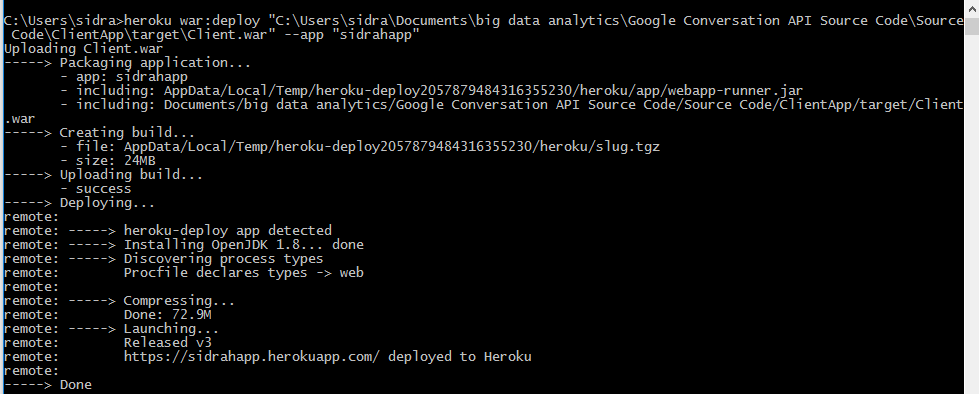 C:\Users\sidra>heroku war:deploy "C:\Users\sidra\Documents\big data analytics\Google Conversation API Source Code\Source
 Code\ClientApp\target\Client.war" --app "sidrahapp"
Uploading Client.war
-----> Packaging application...
       - app: sidrahapp
       - including: AppData/Local/Temp/heroku-deploy2057879484316355230/heroku/app/webapp-runner.jar
       - including: Documents/big data analytics/Google Conversation API Source Code/Source Code/ClientApp/target/Client
.war
-----> Creating build...
       - file: AppData/Local/Temp/heroku-deploy2057879484316355230/heroku/slug.tgz
       - size: 24MB
-----> Uploading build...
       - success
-----> Deploying...
remote:
remote: -----> heroku-deploy app detected
remote: -----> Installing OpenJDK 1.8... done
remote: -----> Discovering process types
remote:        Procfile declares types -> web
remote:
remote: -----> Compressing...
remote:        Done: 72.9M
remote: -----> Launching...
remote:        Released v3
remote:        https://sidrahapp.herokuapp.com/ deployed to Heroku
remote:
-----> Done